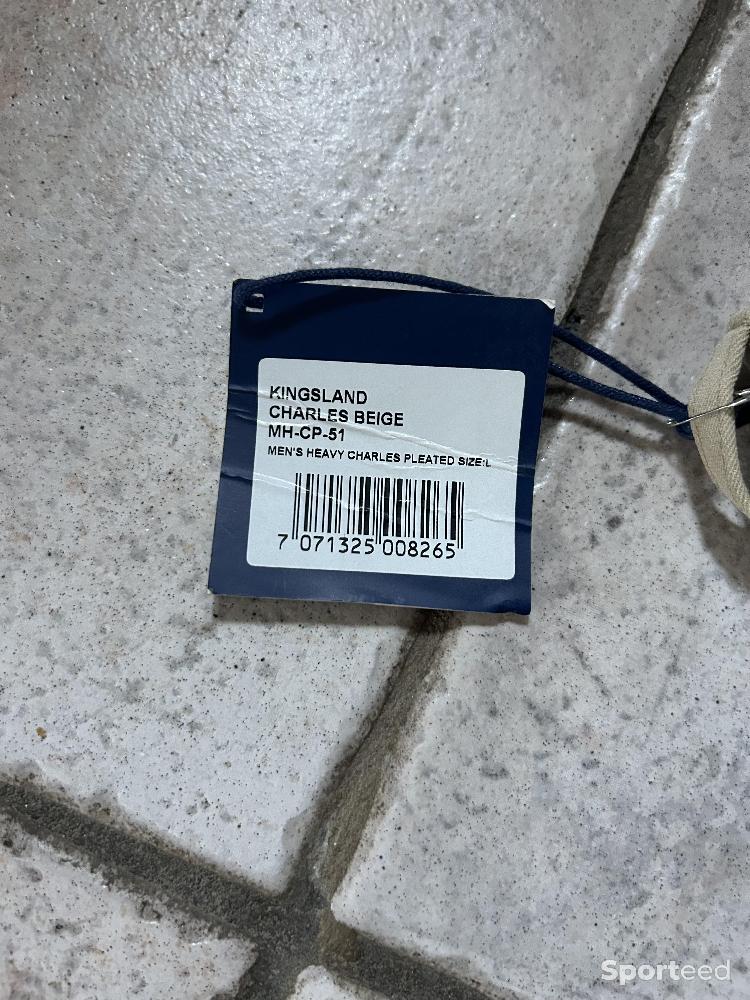 KINGSLAND
CHARLES BEIGE
MH-CP-51
MEN'S HEAVY CHARLES PLEATED SIZE:L
7 071325 008265
Sporteed